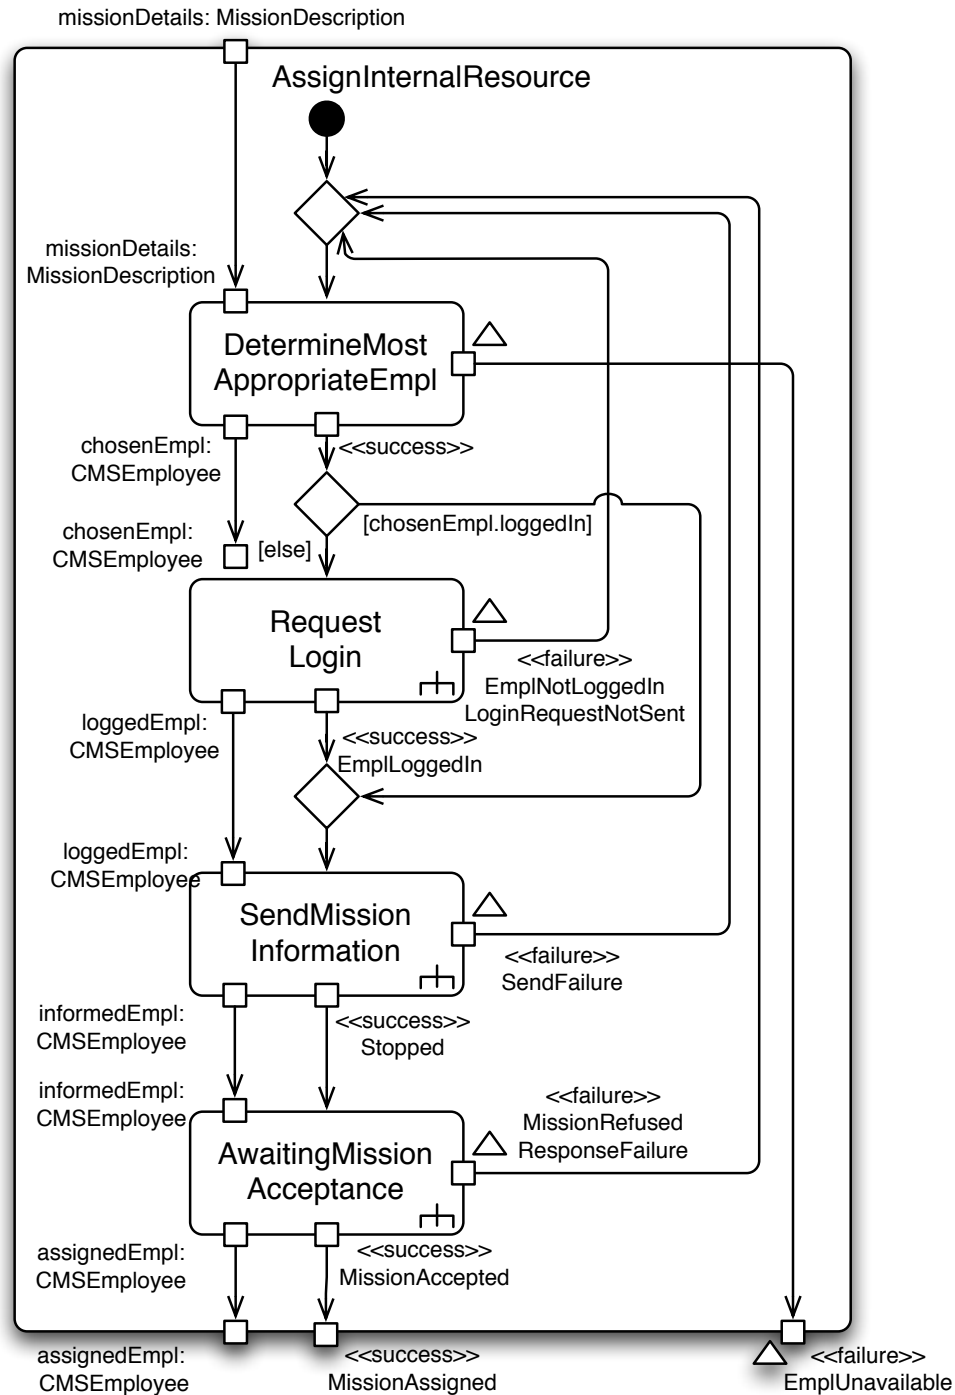 missionDetails: MissionDescription
AssignInternalResource
missionDetails:
MissionDescription
DetermineMost
AppropriateEmpl
chosenEmpl:
CMSEmployee
<<success>>
chosenEmpl:
CMSEmployee
[else]
[chosenEmpl.loggedIn]
Request
Login
<<failure>>
EmplNotLoggedIn
LoginRequestNotSent
loggedEmpl:
CMSEmployee
<<success>>
EmplLoggedIn
loggedEmpl:
CMSEmployee
SendMission
Information
<<failure>>
SendFailure
informedEmpl:
CMSEmployee
<<success>>
Stopped
informedEmpl:
CMSEmployee
<<failure>>
MissionRefused
ResponseFailure
AwaitingMission
Acceptance
assignedEmpl:
CMSEmployee
<<success>>
MissionAccepted
assignedEmpl:
CMSEmployee
<<success>>
MissionAssigned
<<failure>>
EmplUnavailable